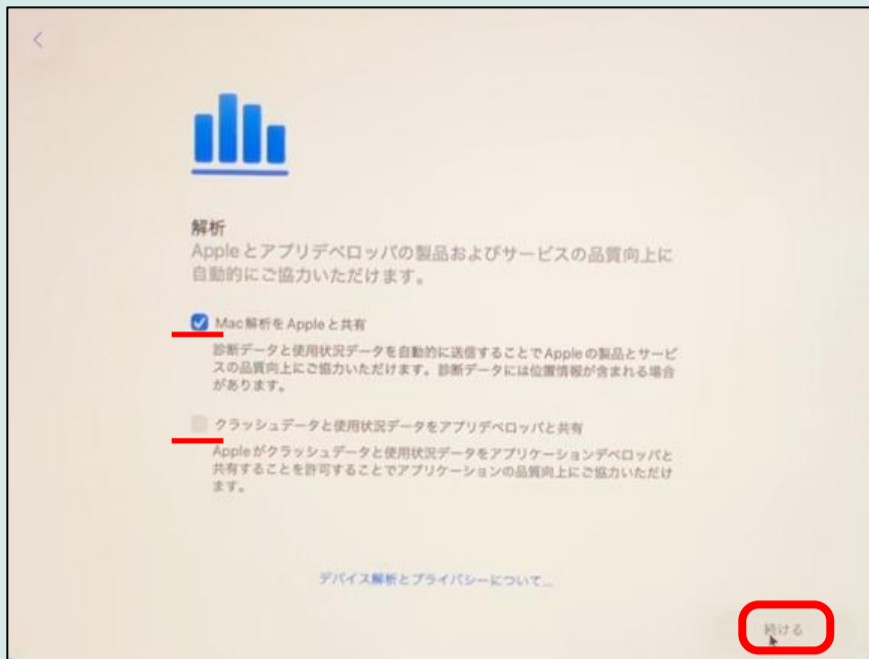 解析
Appleとアプリデベロッパの製品およびサービスの品質向上に
自動的にご協力いただけます。
Mac解析をAppleと共有
診断データと使用状況データを自動的に送信することでAppleの製品とサービ
スの品質向上にご協力いただけます。診断データには位置情報が含まれる場合
があります。
クラッシュデータと使用状況データをアプリデベロッパと共有
Appleがクラッシュデータと使用状況データをアプリケーションデベロッパと
共有することを許可することでアプリケーションの品質向上にご協力いただけ
ます。
デバイス解析とプライバシーについて...
続ける